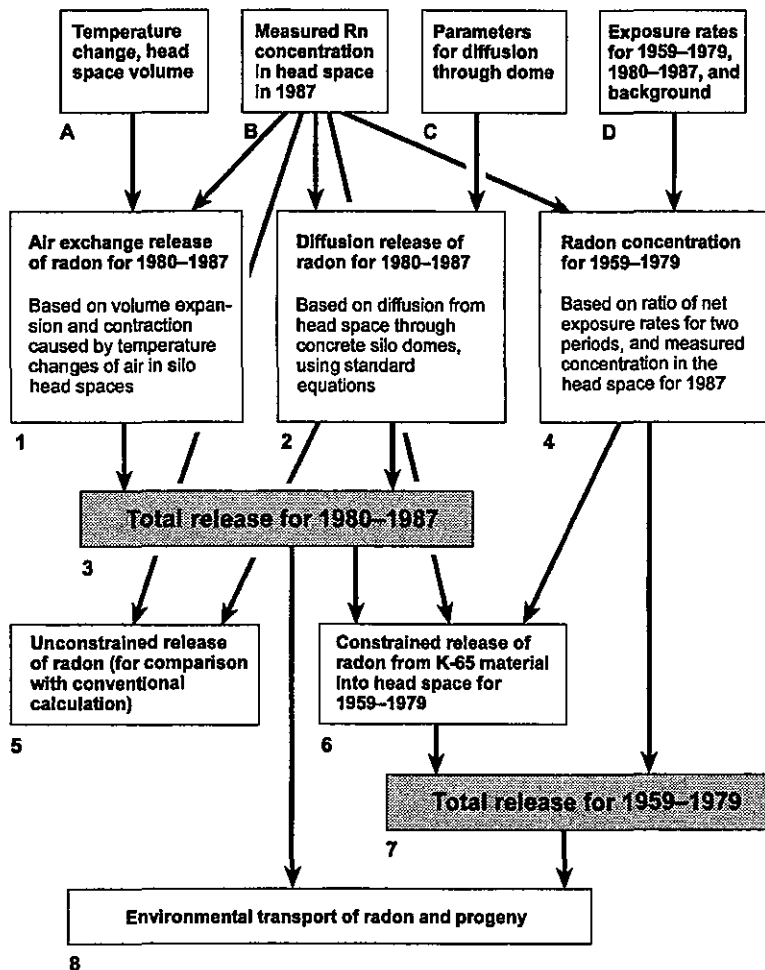 Temperature
change, head
space volume
A
Measured Rn
concentration
in head space
in 1987
B
Parameters
for diffusion
through dome
C
Exposure rates
for 1959–1979,
1980–1987, and
background
D
Air exchange release
of radon for 1980–1987
Based on volume expan-
sion and contraction
caused by temperature
changes of air in silo
head spaces
1
Diffusion release of
radon for 1980–1987
Based on diffusion from
head space through
concrete silo domes,
using standard
equations
2
Radon concentration
for 1959–1979
Based on ratio of net
exposure rates for two
periods, and measured
concentration in the
head space for 1987
4
Total release for 1980–1987
3
Unconstrained release
of radon (for comparison
with conventional
calculation)
5
Constrained release of
radon from K-65 material
into head space for
1959–1979
6
Total release for 1959–1979
7
Environmental transport of radon and progeny
8